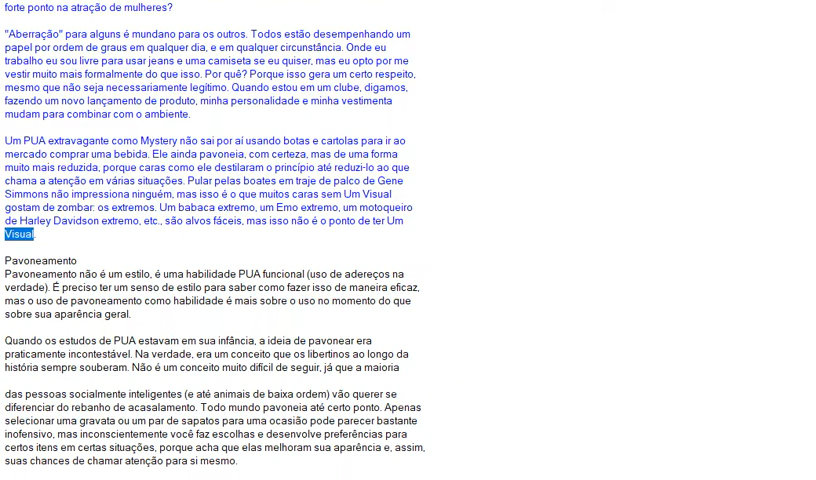 forte ponto na atração de mulheres?
"Aberração" para alguns é mundano para os outros. Todos estão desempenhando um
papel por ordem de graus em qualquer dia, e em qualquer circunstância. Onde eu
trabalho eu sou livre para usar jeans e uma camiseta se eu quiser, mas eu opto por me
vestir muito mais formalmente do que isso. Por quê? Porque isso gera um certo respeito,
mesmo que não seja necessariamente legítimo. Quando estou em um clube, digamos,
fazendo um novo lançamento de produto, minha personalidade e minha vestimenta
mudam para combinar com o ambiente.
Um PUA extravagante como Mystery não sai por aí usando botas e cartolas para ir ao
mercado comprar uma bebida. Ele ainda pavoneia, com certeza, mas de uma forma
muito mais reduzida, porque caras como ele destilaram o princípio até reduzi-lo ao que
chama a atenção em várias situações. Pular pelas boates em traje de palco de Gene
Simmons não impressiona ninguém, mas isso é o que muitos caras sem Um Visual
gostam de zombar: os extremos. Um babaca extremo, um Emo extremo, um motoqueiro
de Harley Davidson extremo, etc., são alvos fáceis, mas isso não é o ponto de ter Um
Visual.
Pavoneamento
Pavoneamento não é um estilo, é uma habilidade PUA funcional (uso de adereços na
verdade). É preciso ter um senso de estilo para saber como fazer isso de maneira eficaz,
mas o uso de pavoneamento como habilidade é mais sobre o uso no momento do que
sobre sua aparência geral.
Quando os estudos de PUA estavam em sua infância, a ideia de pavonear era
praticamente incontestável. Na verdade, era um conceito que os libertinos ao longo da
história sempre souberam. Não é um conceito muito difícil de seguir, já que a maioria
das pessoas socialmente inteligentes (e até animais de baixa ordem) vão querer se
diferenciar do rebanho de acasalamento. Todo mundo pavoneia até certo ponto. Apenas
selecionar uma gravata ou um par de sapatos para uma ocasião pode parecer bastante
inofensivo, mas inconscientemente você faz escolhas e desenvolve preferências para
certos itens em certas situações, porque acha que elas melhoram sua aparência e, assim,
suas chances de chamar atenção para si mesmo.